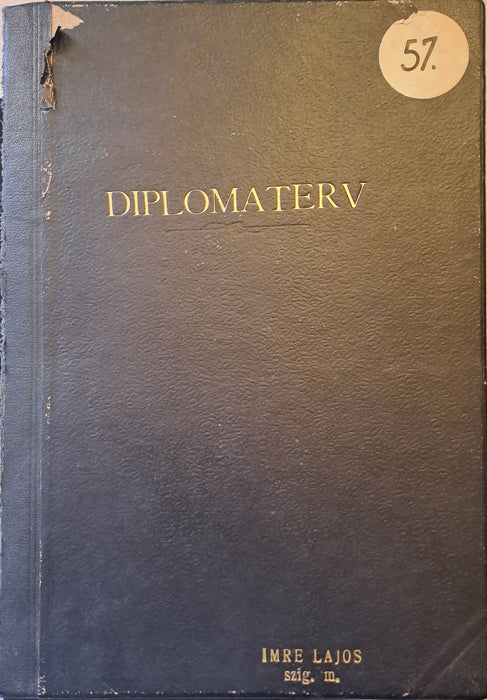 57.
DIPLOMATERV
IMRE LAJOS
szig. m.